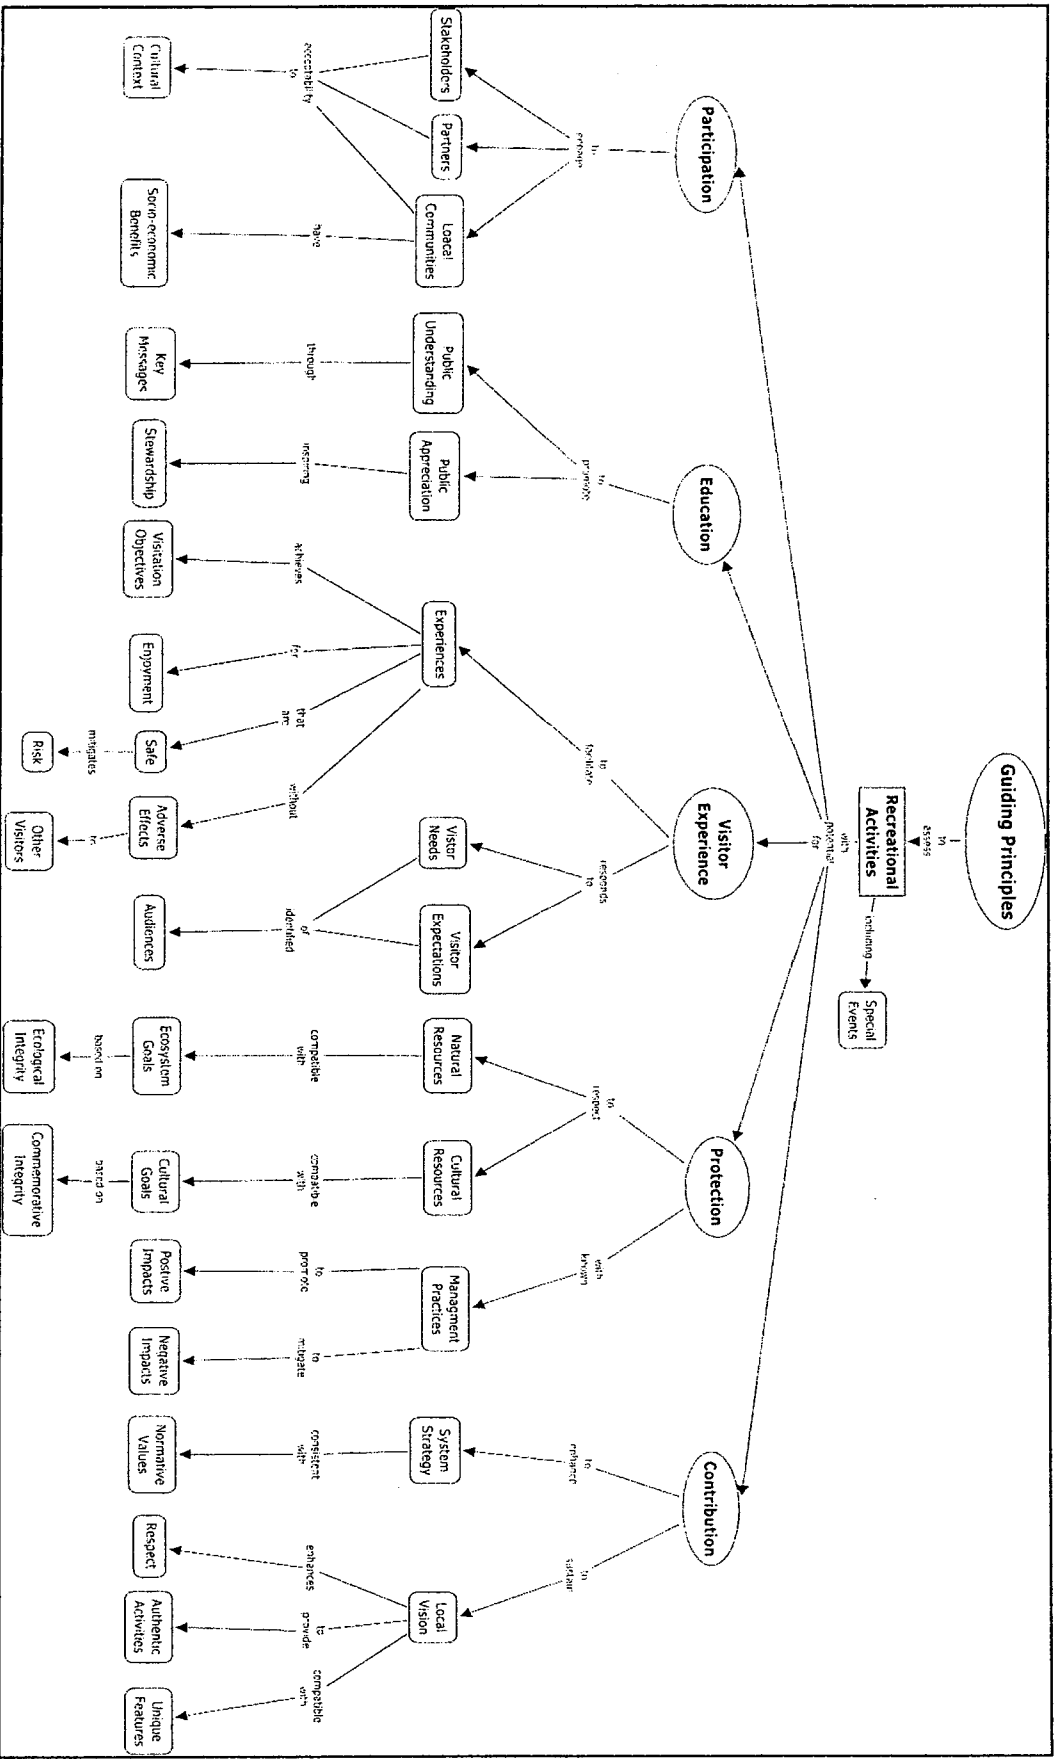 Guiding Principles
to
assess
Recreational
Activities
including
Special
Events
with
potential
for
Participation
Education
Visitor
Experience
Protection
Contribution
to
engage
to
promote
to
facilitate
responds
to
to
respect
with
known
to
enhance
to
sustain
Stakeholders
Partners
Loacal
Communities
Public
Understanding
Public
Appreciation
Experiences
Vistor
Needs
Visitor
Expectations
Natural
Resources
Cultural
Resources
Managment
Practices
System
Strategy
Local
Vision
acceptability
to
have
through
inspiring
achieves
for
that
are
without
of
identified
compatible
with
compatible
with
to
promote
to
mitigate
consistent
with
enhances
to
provide
compatible
with
Cultural
Context
Socio-economic
Benefits
Key
Messages
Stewardship
Visitation
Objectives
Enjoyment
Safe
Adverse
Effects
Audiences
Ecosystem
Goals
Cultural
Goals
Postive
Impacts
Negative
Impacts
Normative
Values
Respect
Authentic
Activities
Unique
Features
mitigates
to
based on
based on
Risk
Other
Visitors
Ecological
Integrity
Commemorative
Integrity